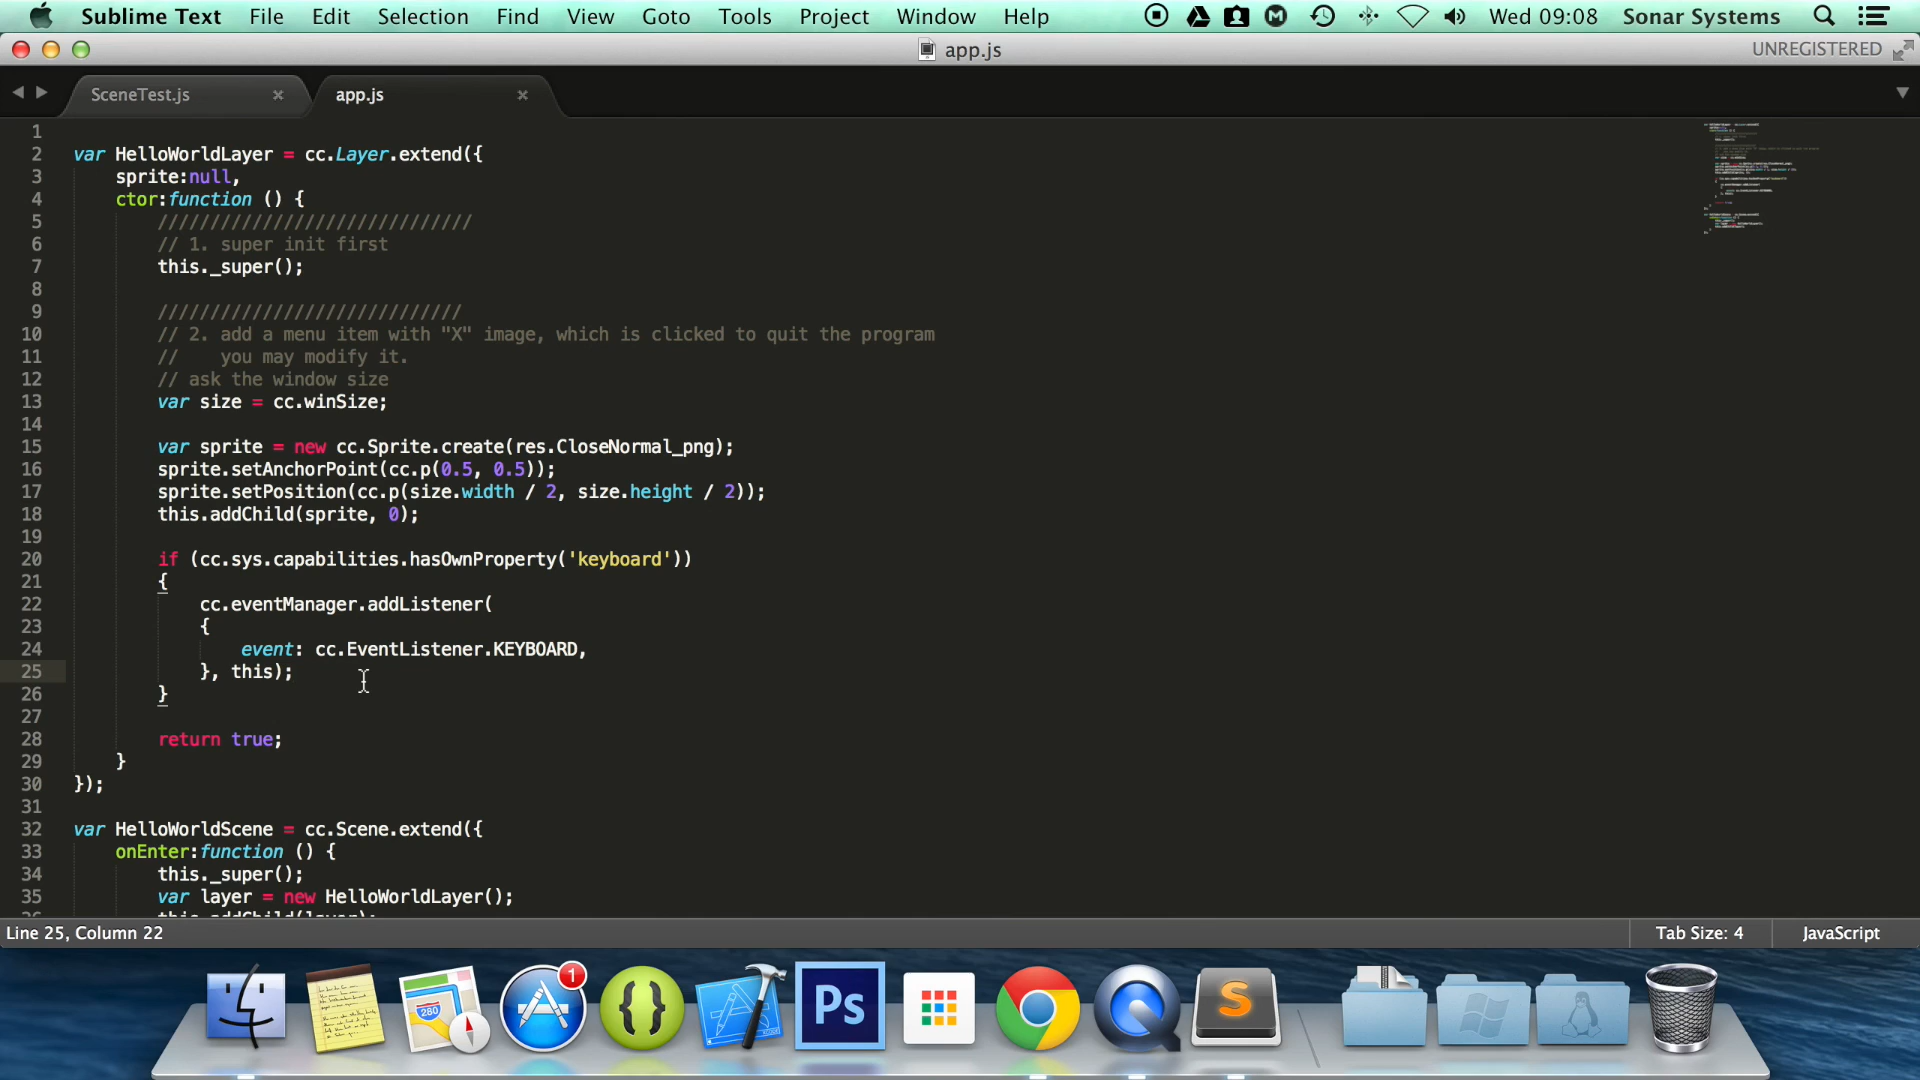 Sublime Text File Edit Selection Find View Goto Tools Project Window Help Wed 09:08 Sonar Systems
app.js UNREGISTERED
SceneTest.js × app.js ×
1
2 var HelloWorldLayer = cc.Layer.extend({
3 sprite:null,
4 ctor:function () {
5 //////////////////////////////
6 // 1. super init first
7 this._super();
8
9 /////////////////////////////
10 // 2. add a menu item with "X" image, which is clicked to quit the program
11 // you may modify it.
12 // ask the window size
13 var size = cc.winSize;
14
15 var sprite = new cc.Sprite.create(res.CloseNormal_png);
16 sprite.setAnchorPoint(cc.p(0.5, 0.5));
17 sprite.setPosition(cc.p(size.width / 2, size.height / 2));
18 this.addChild(sprite, 0);
19
20 if (cc.sys.capabilities.hasOwnProperty('keyboard'))
21 {
22 cc.eventManager.addListener(
23 {
24 event: cc.EventListener.KEYBOARD,
25 }, this);
26 }
27
28 return true;
29 }
30 });
31
32 var HelloWorldScene = cc.Scene.extend({
33 onEnter:function () {
34 this._super();
35 var layer = new HelloWorldLayer();
36 this.addChild(layer);
Line 25, Column 22 Tab Size: 4 JavaScript
1
280
{}
Ps
S